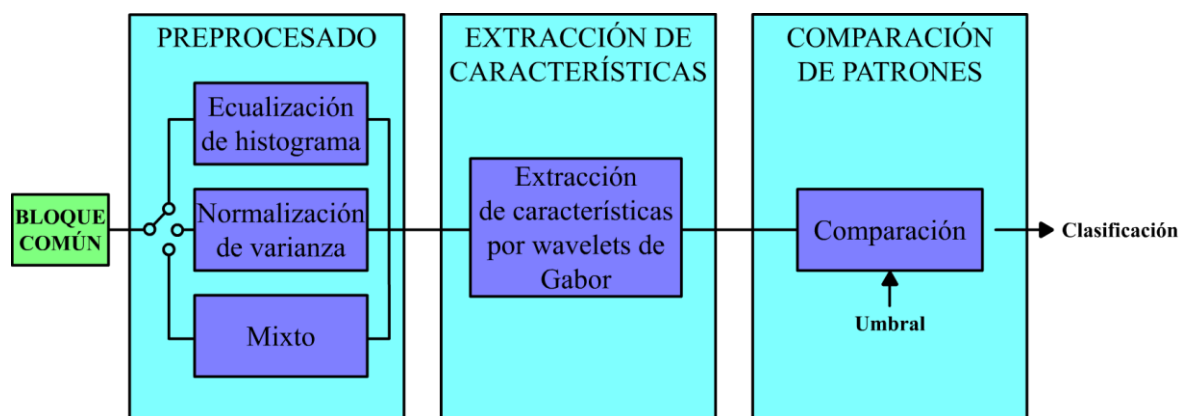 PREPROCESADO
Ecualización
de histograma
Normalización
de varianza
Mixto
BLOQUE
COMÚN
EXTRACCIÓN DE
CARACTERÍSTICAS
Extracción
de características
por wavelets de
Gabor
COMPARACIÓN
DE PATRONES
Comparación
Umbral
Clasificación